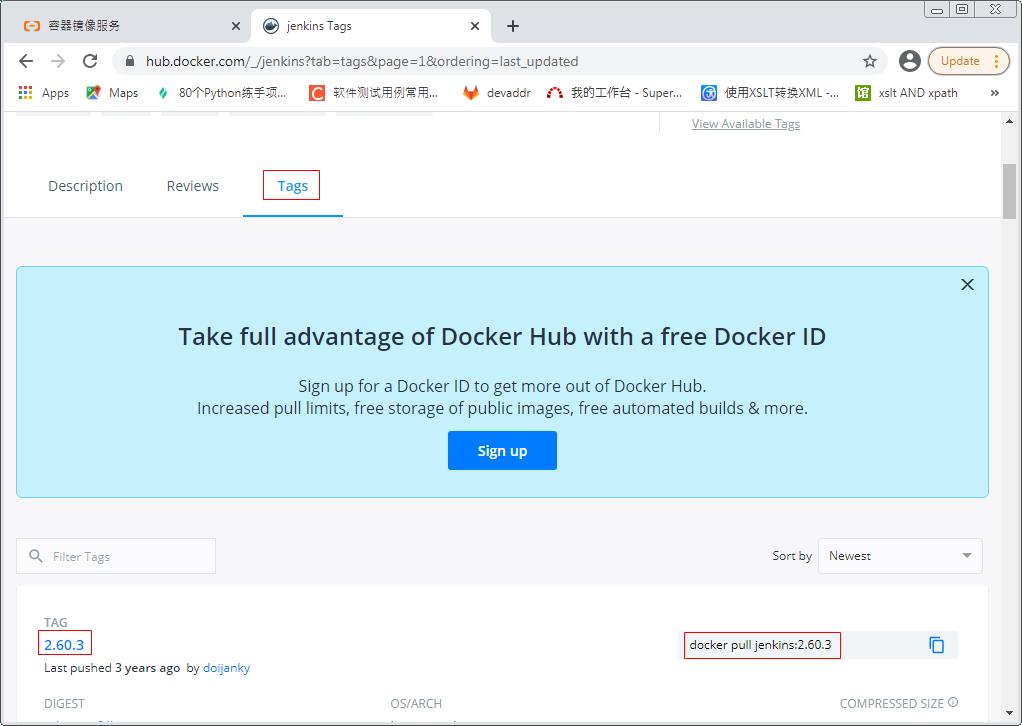 容器镜像服务
jenkins Tags
hub.docker.com/_/jenkins?tab=tags&page=1&ordering=last_updated
Update
Apps
Maps
80个Python练手项...
软件测试用例常用...
devaddr
我的工作台 - Super...
使用XSLT转换XML -...
xslt AND xpath
View Available Tags
Description
Reviews
Tags
Take full advantage of Docker Hub with a free Docker ID
Sign up for a Docker ID to get more out of Docker Hub.
Increased pull limits, free storage of public images, free automated builds & more.
Sign up
Filter Tags
Sort by
Newest
TAG
2.60.3
docker pull jenkins:2.60.3
Last pushed 3 years ago by doijanky
DIGEST
OS/ARCH
COMPRESSED SIZE